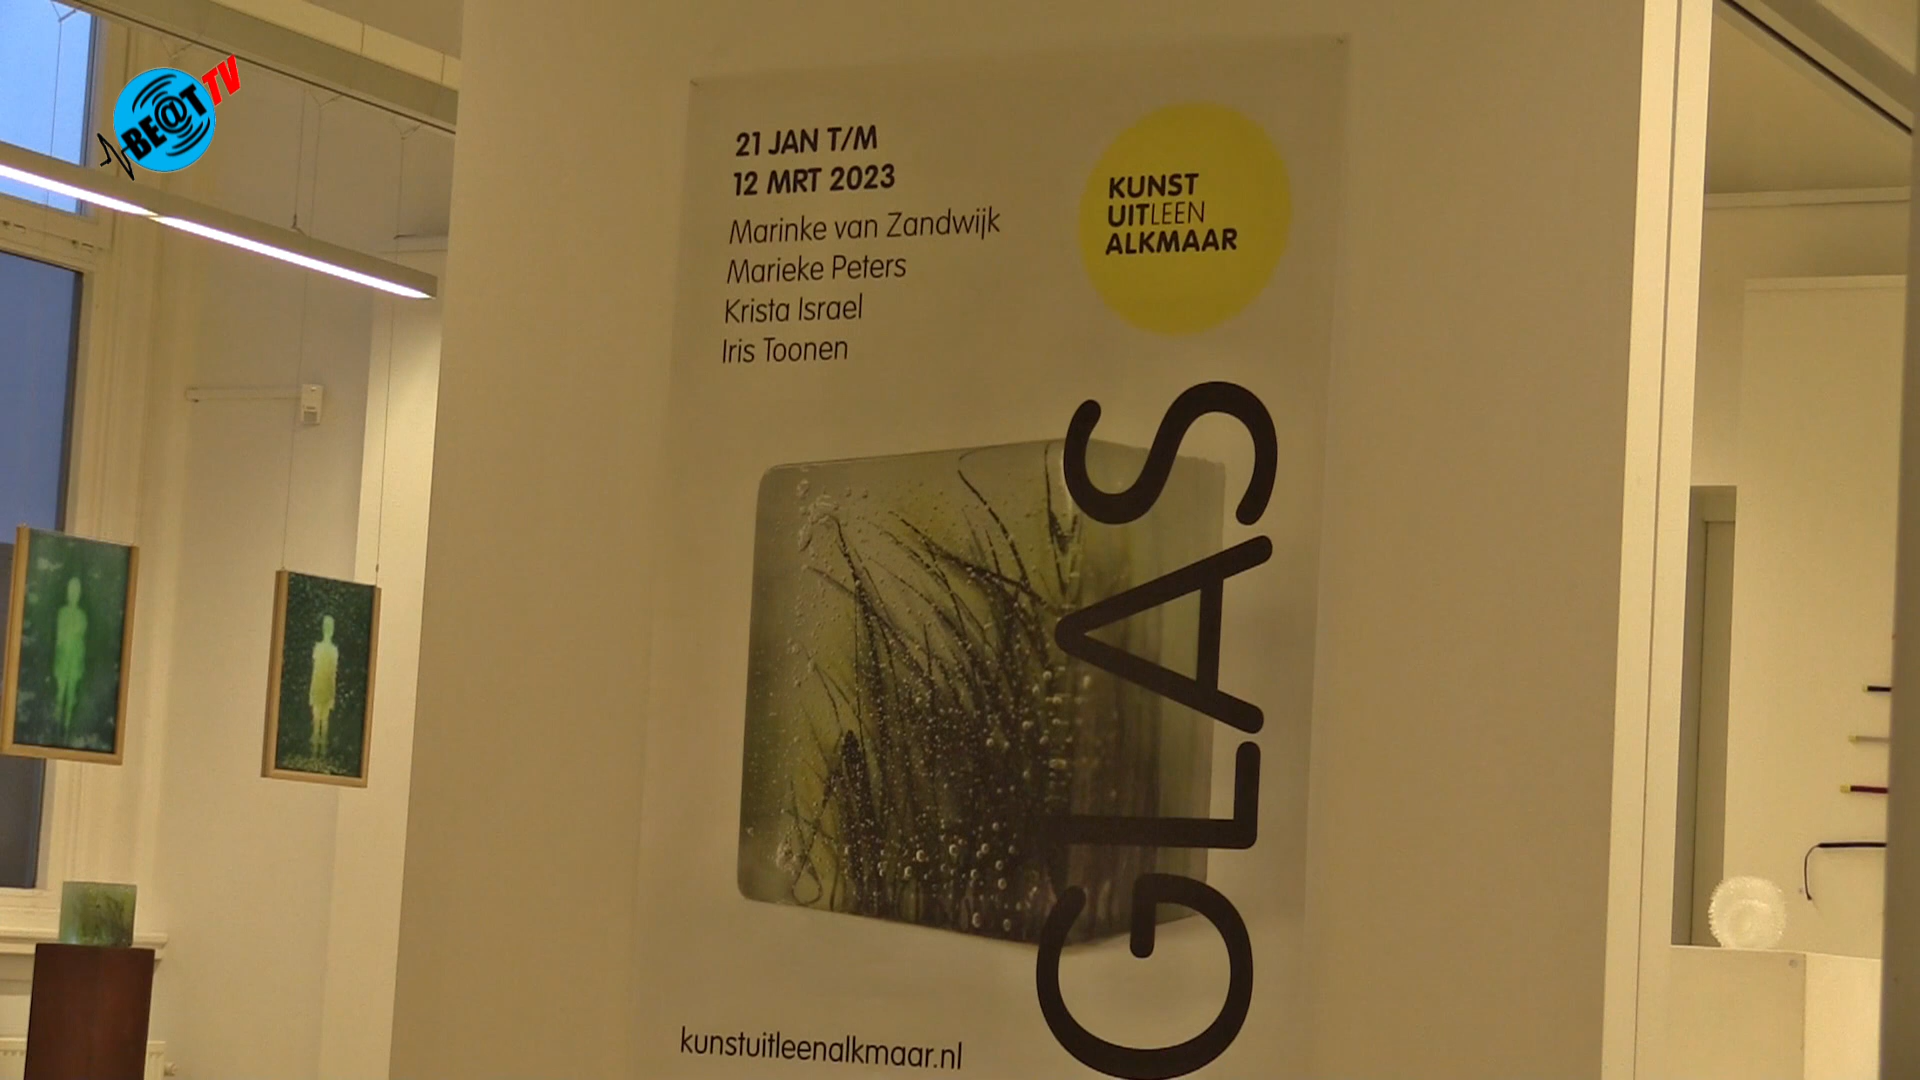 BE@T TV
21 JAN T/M
12 MRT 2023
Marinke van Zandwijk
Marieke Peters
Krista Israel
Iris Toonen
KUNST
UITLEEN
ALKMAAR
GLAS
kunstuitleenalkmaar.nl